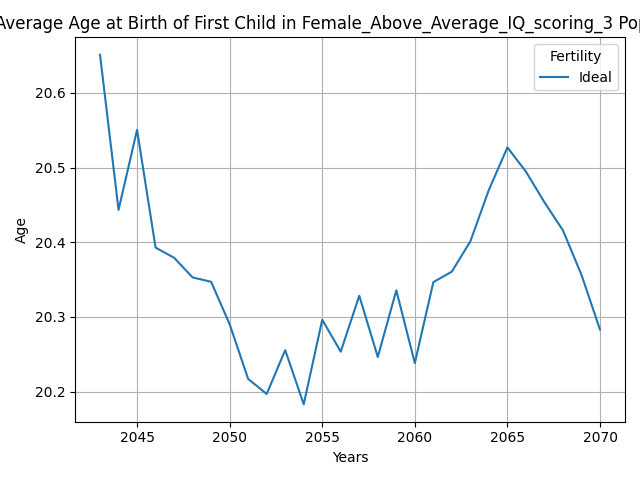 Average Age at Birth of First Child in Female_Above_Average_IQ_scoring_3
Fertility
Ideal
20.6
20.5
20.4
20.3
20.2
Age
2045 2050 2055 2060 2065 2070
Years